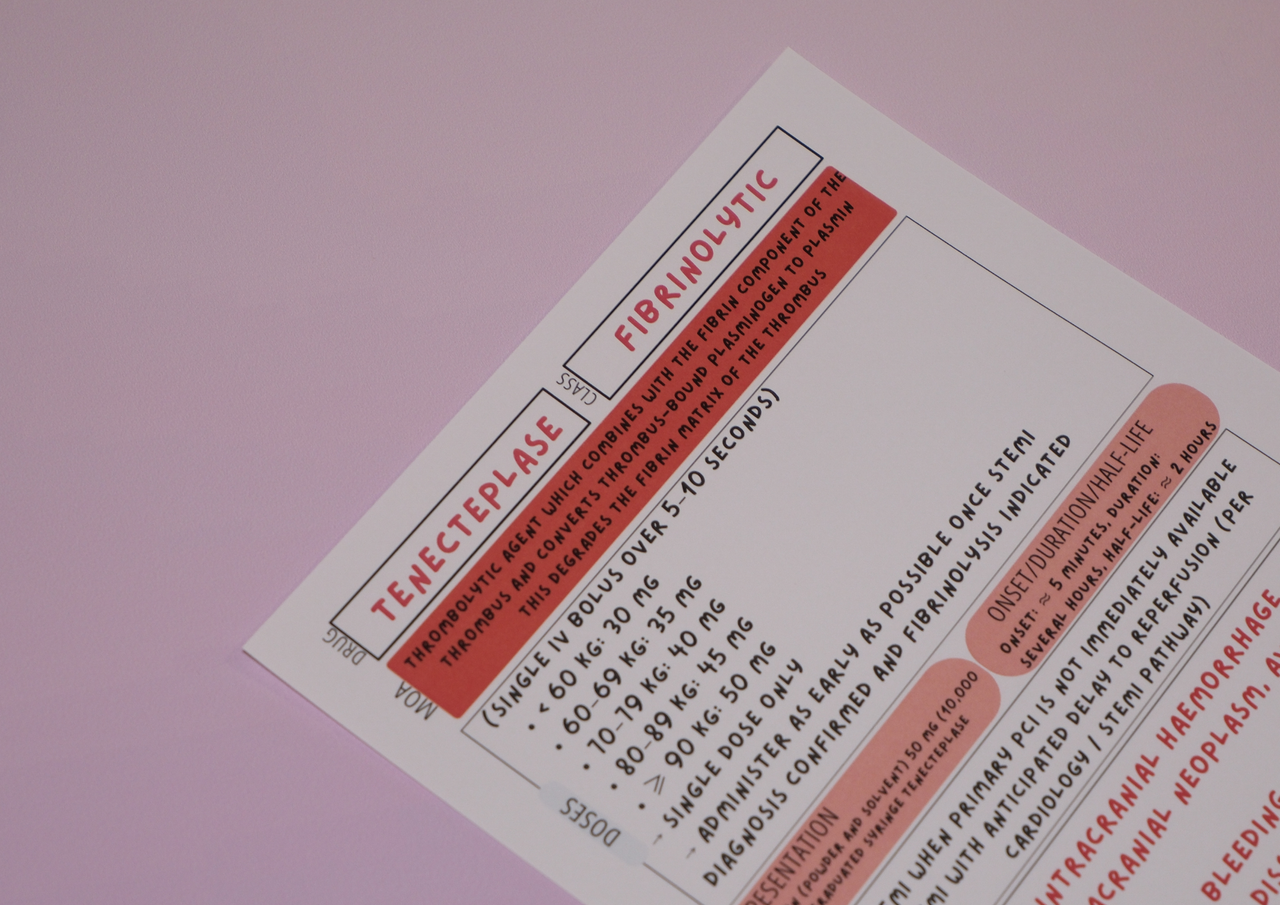 DRUG
TENECTEPLASE
CLASS
FIBRINOLYTIC
MOA
THROMBOLYTIC AGENT WHICH COMBINES WITH THE FIBRIN COMPONENT OF THE
THROMBUS AND CONVERTS THROMBUS-BOUND PLASMINOGEN TO PLASMIN
THIS DEGRADES THE FIBRIN MATRIX OF THE THROMBUS
DOSES
(SINGLE IV BOLUS OVER 5-10 SECONDS)
• < 60 KG: 30 MG
• 60-69 KG: 35 MG
• 70-79 KG: 40 MG
• 80-89 KG: 45 MG
• ⩾ 90 KG: 50 MG
→ SINGLE DOSE ONLY
→ ADMINISTER AS EARLY AS POSSIBLE ONCE STEMI
DIAGNOSIS CONFIRMED AND FIBRINOLYSIS INDICATED
ESENTATION
(POWDER AND SOLVENT) 50 MG (10,000
GRADUATED SYRINGE TENECTEPLASE
ONSET/DURATION/HALF-LIFE
ONSET: ≈ 5 MINUTES, DURATION:
SEVERAL HOURS, HALF-LIFE: ≈ 2 HOURS
EMI WHEN PRIMARY PCI IS NOT IMMEDIATELY AVAILABLE
MI WITH ANTICIPATED DELAY TO REPERFUSION (PER
CARDIOLOGY / STEMI PATHWAY)
INTRACRANIAL HAEMORRHAGE
ACRANIAL NEOPLASM,
BLEEDING